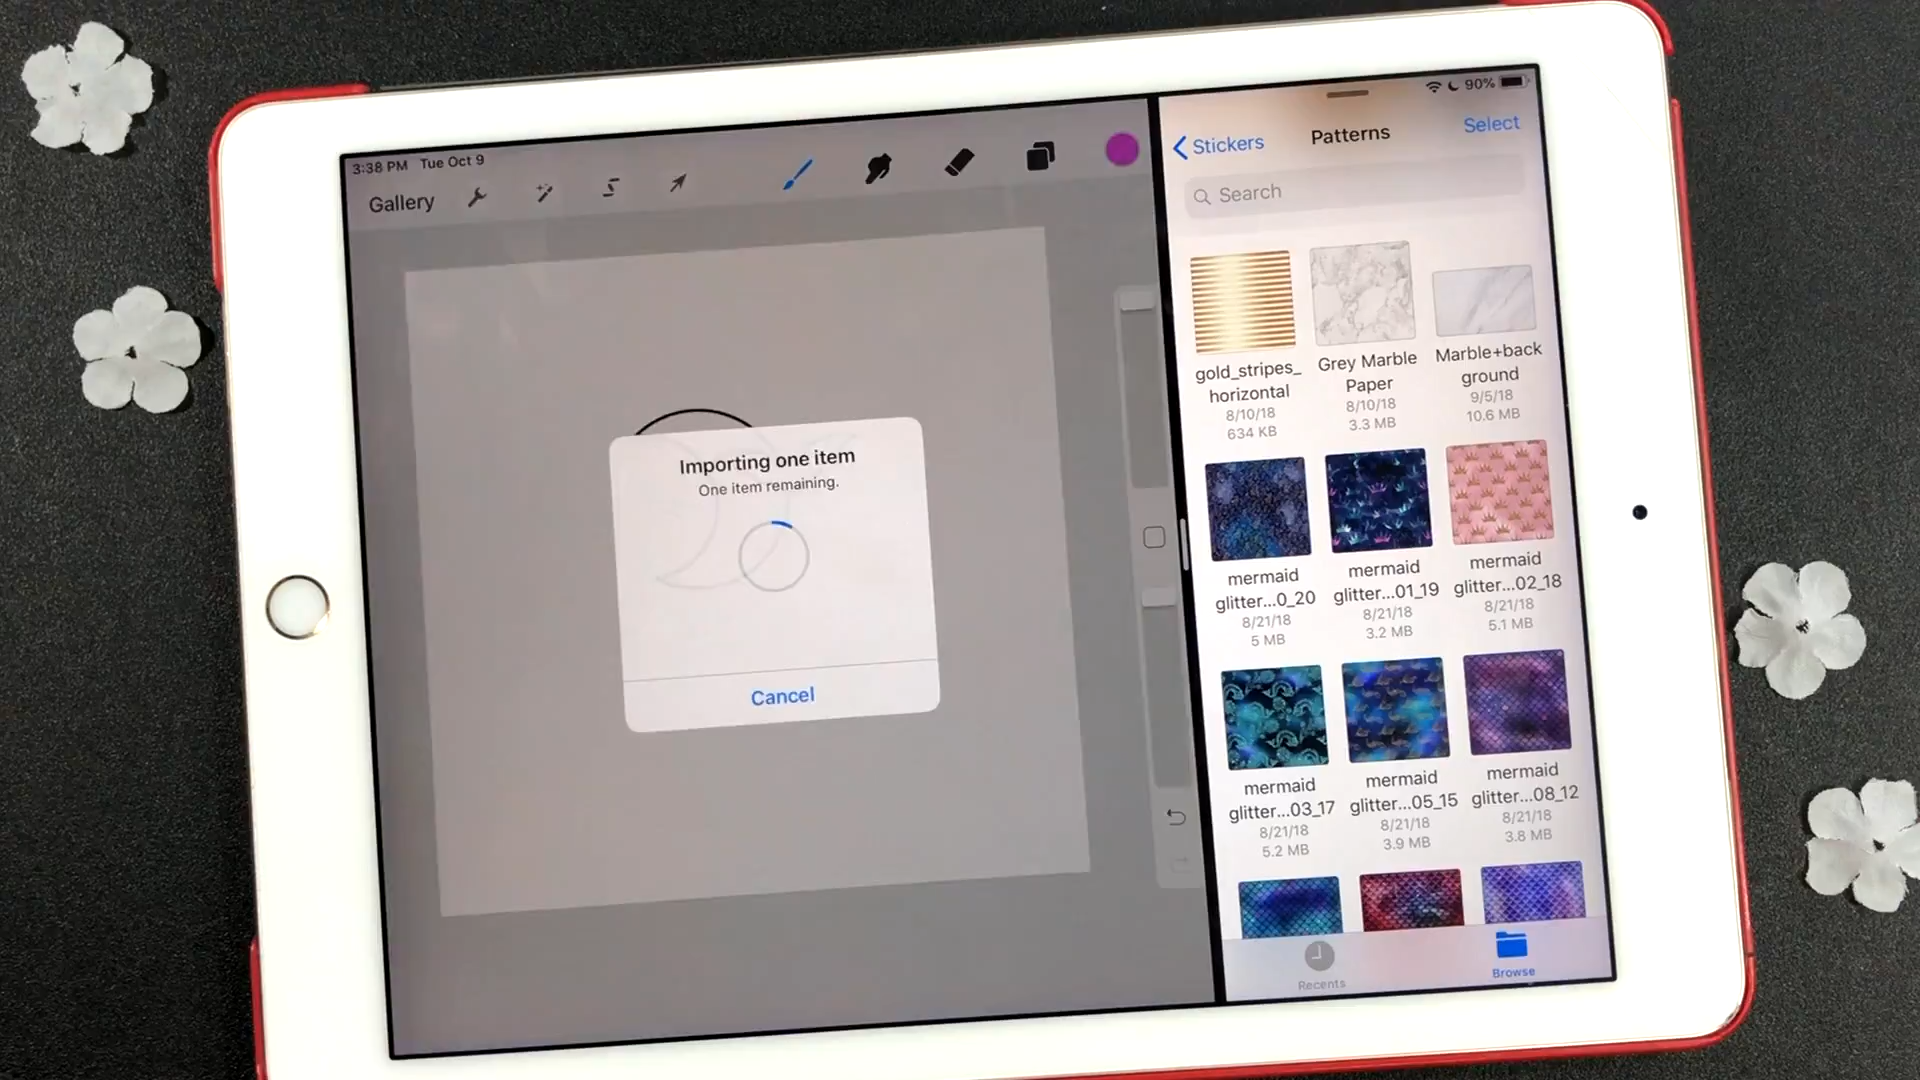 3:38 PM Tue Oct 9
90%
Gallery
Stickers
Patterns
Select
Search
gold_stripes_
horizontal
8/10/18
634 KB
Grey Marble
Paper
8/10/18
3.3 MB
Marble+back
ground
9/5/18
10.6 MB
Importing one item
One item remaining.
Cancel
mermaid
glitter...0_20
8/21/18
5 MB
mermaid
glitter...01_19
8/21/18
3.2 MB
mermaid
glitter...02_18
8/21/18
5.1 MB
mermaid
glitter...03_17
8/21/18
5.2 MB
mermaid
glitter...05_15
8/21/18
3.9 MB
mermaid
glitter...08_12
8/21/18
3.8 MB
Recents
Browse